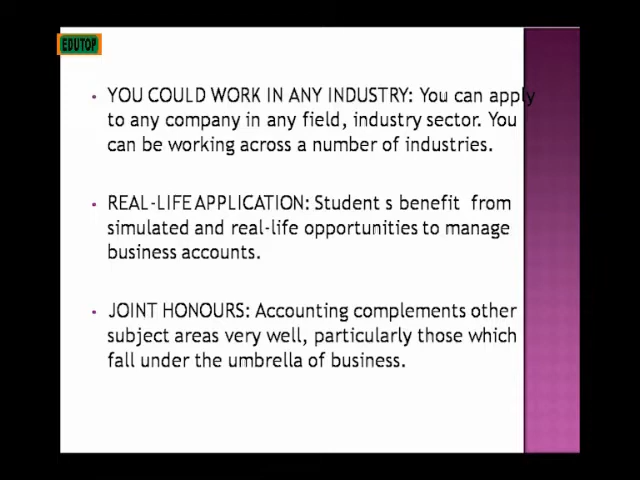 EDUTOP
• YOU COULD WORK IN ANY INDUSTRY: You can apply
to any company in any field, industry sector. You
can be working across a number of industries.
• REAL-LIFE APPLICATION: Student s benefit from
simulated and real-life opportunities to manage
business accounts.
• JOINT HONOURS: Accounting complements other
subject areas very well, particularly those which
fall under the umbrella of business.